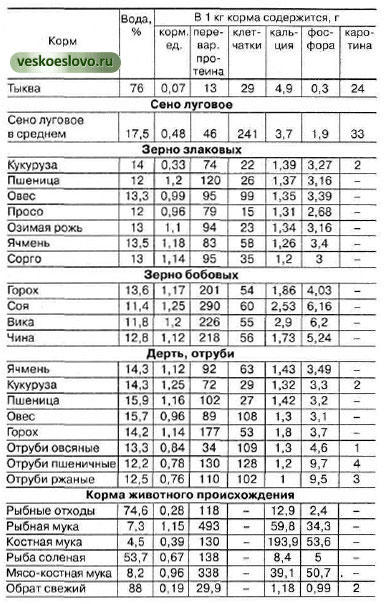 Корм Вода, % В 1 кг корма содержится, г
корм. ед. перевар. протеина клетчатки кальция фосфора каротина
veskoeslovo.ru
Тыква 76 0,07 13 29 4,9 0,3 24
Сено луговое
Сено луговое в среднем 17,5 0,48 46 241 3,7 1,9 33
Зерно злаковых
Кукуруза 14 0,33 74 22 1,39 3,27 2
Пшеница 12 1,2 120 26 1,37 3,16 –
Овес 13,3 0,99 95 99 1,35 3,39 –
Просо 12 0,96 79 15 1,31 2,68 –
Озимая рожь 13 1,1 94 23 1,34 3,16 –
Ячмень 13,5 1,18 83 58 1,26 3,4 –
Сорго 13 1,14 95 35 1,2 3 –
Зерно бобовых
Горох 13,6 1,17 201 54 1,86 4,03 –
Соя 11,4 1,25 290 60 2,53 6,16 –
Вика 11,8 1,2 226 55 2,9 6,2 –
Чина 12,8 1,12 218 56 1,73 5,24 –
Дерть, отруби
Ячмень 14,3 1,12 92 63 1,43 3,49 –
Кукуруза 14,3 1,25 72 29 1,32 3,3 2
Пшеница 15,9 1,16 102 27 1,42 3,2 –
Овес 15,7 0,96 89 108 1,3 3,1 –
Горох 14,2 1,14 177 53 1,8 3,7 –
Отруби овсяные 13,3 0,84 34 109 1,3 4,6 1
Отруби пшеничные 12,2 0,78 130 128 1,2 9,7 4
Отруби ржаные 12,5 0,76 110 102 1 9,5 3
Корма животного происхождения
Рыбные отходы 74,6 0,28 118 – 12,9 2,4 –
Рыбная мука 7,3 1,15 493 – 59,8 34,3 –
Костная мука 4,5 0,39 130 – 193,9 53,6 –
Рыба соленая 53,7 0,67 138 – 8,4 5 –
Мясо-костная мука 8,2 0,96 338 – 39,1 50,7 –
Обрат свежий 88 0,19 29,9 – 1,18 0,99 2